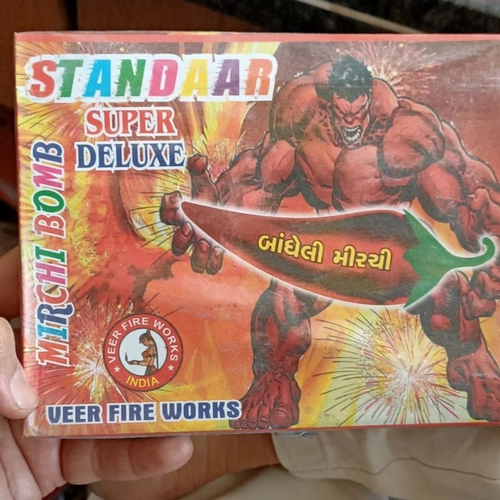 STANDAAR
SUPER
DELUXE
MIRCHI BOMB
બાંધેલી મીરચી
VEER FIRE WORKS
INDIA
VEER FIRE WORKS